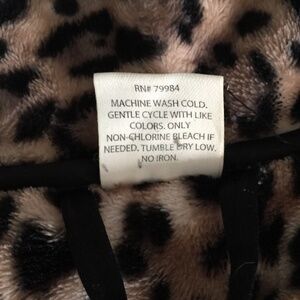 RN# 79984
MACHINE WASH COLD.
GENTLE CYCLE WITH LIKE
COLORS. ONLY
NON-CHLORINE BLEACH IF
NEEDED. TUMBLE DRY LOW.
NO IRON.